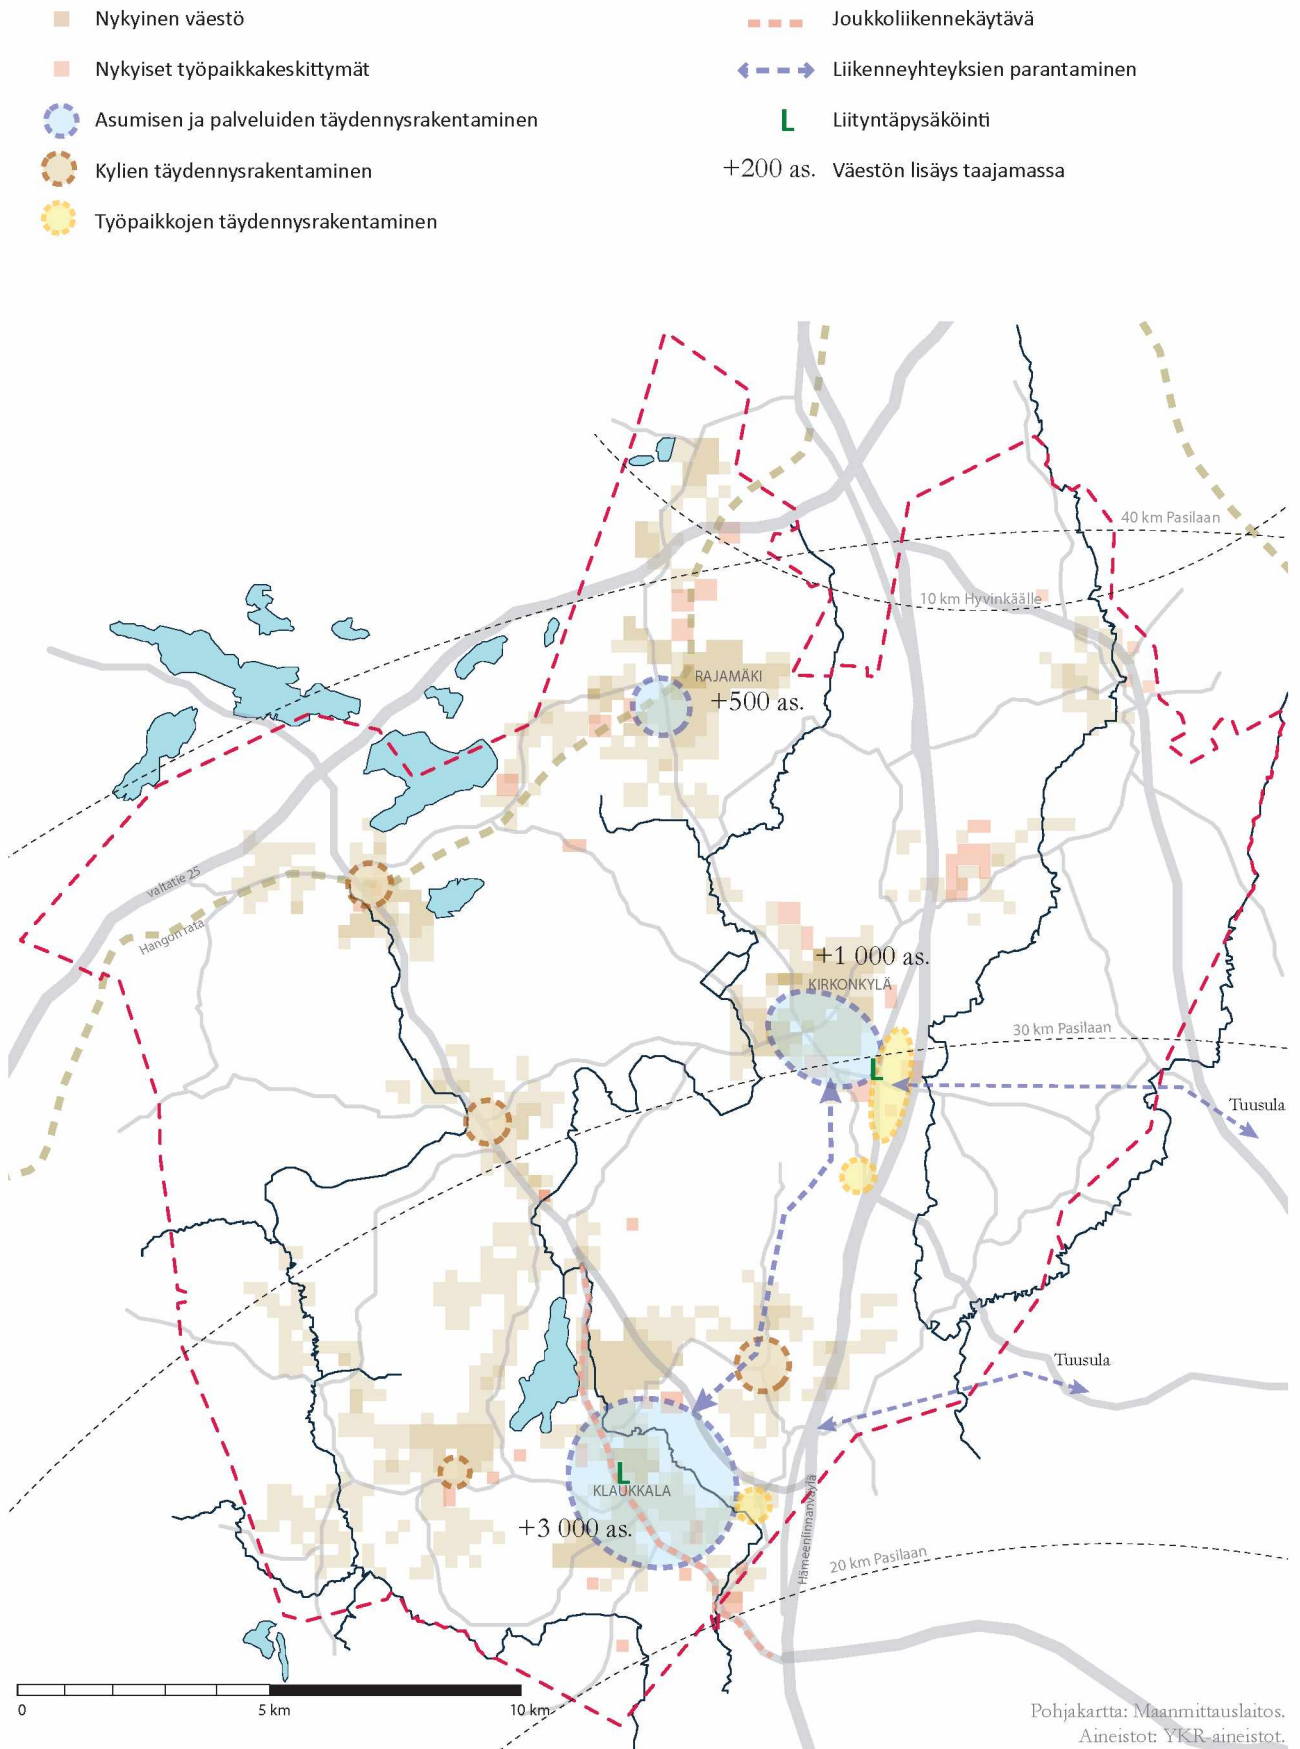 Nykyinen väestö
Nykyiset työpaikkakeskittymät
Asumisen ja palveluiden täydennysrakentaminen
Kylien täydennysrakentaminen
Työpaikkojen täydennysrakentaminen
Joukkoliikennekäytävä
Liikenneyhteyksien parantaminen
L Liityntäpysäköinti
+200 as. Väestön lisäys taajamassa
40 km Pasilaan
10 km Hyvinkäälle
RAJAMÄKI
+500 as.
valtatie 25
Hangon rata
+1 000 as.
KIRKONKYLÄ
30 km Pasilaan
L
Tuusula
Tuusula
L
KLAUKKALA
+3 000 as.
Hämeenlinnanväylä
20 km Pasilaan
0 5 km 10 km
Pohjakartta: Maanmittauslaitos.
Aineistot: YKR-aineistot.